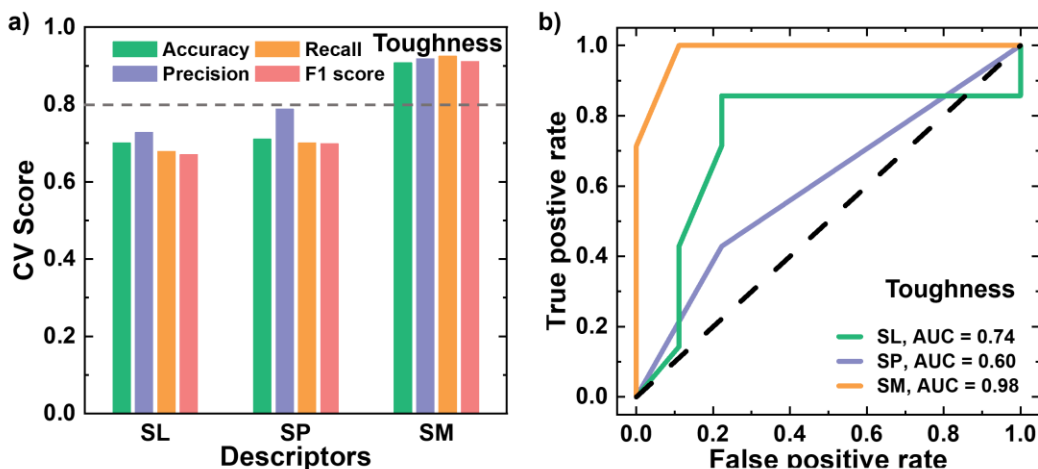 a)
1.0
0.8
0.6
0.4
0.2
0.0
CV Score
Accuracy
Recall
Precision
F1 score
Toughness
SL
SP
SM
Descriptors
b)
1.0
0.8
0.6
0.4
0.2
0.0
True postive rate
Toughness
SL, AUC = 0.74
SP, AUC = 0.60
SM, AUC = 0.98
0.0 0.2 0.4 0.6 0.8 1.0
False positive rate